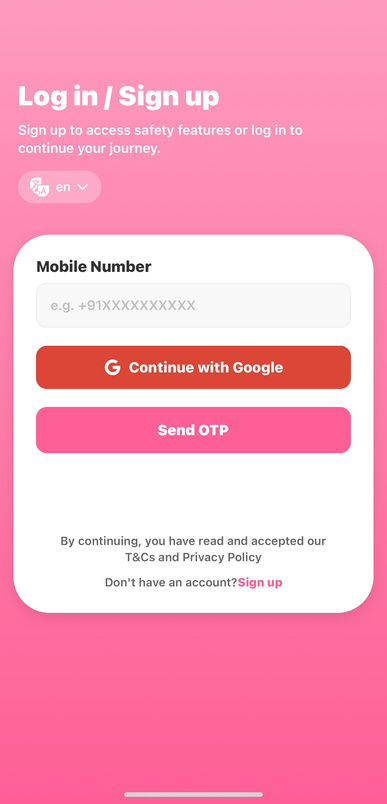 Log in / Sign up
Sign up to access safety features or log in to
continue your journey.
en
Mobile Number
e.g. +91XXXXXXXXXX
Continue with Google
Send OTP
By continuing, you have read and accepted our
T&Cs and Privacy Policy
Don't have an account?Sign up